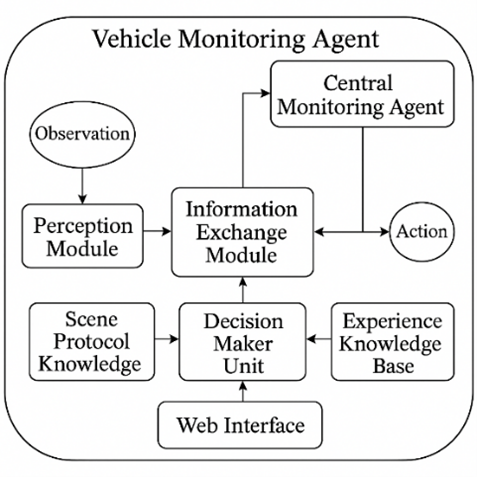 Vehicle Monitoring Agent
Central
Monitoring Agent
Observation
Perception
Module
Information
Exchange
Module
Action
Scene
Protocol
Knowledge
Decision
Maker
Unit
Experience
Knowledge
Base
Web Interface